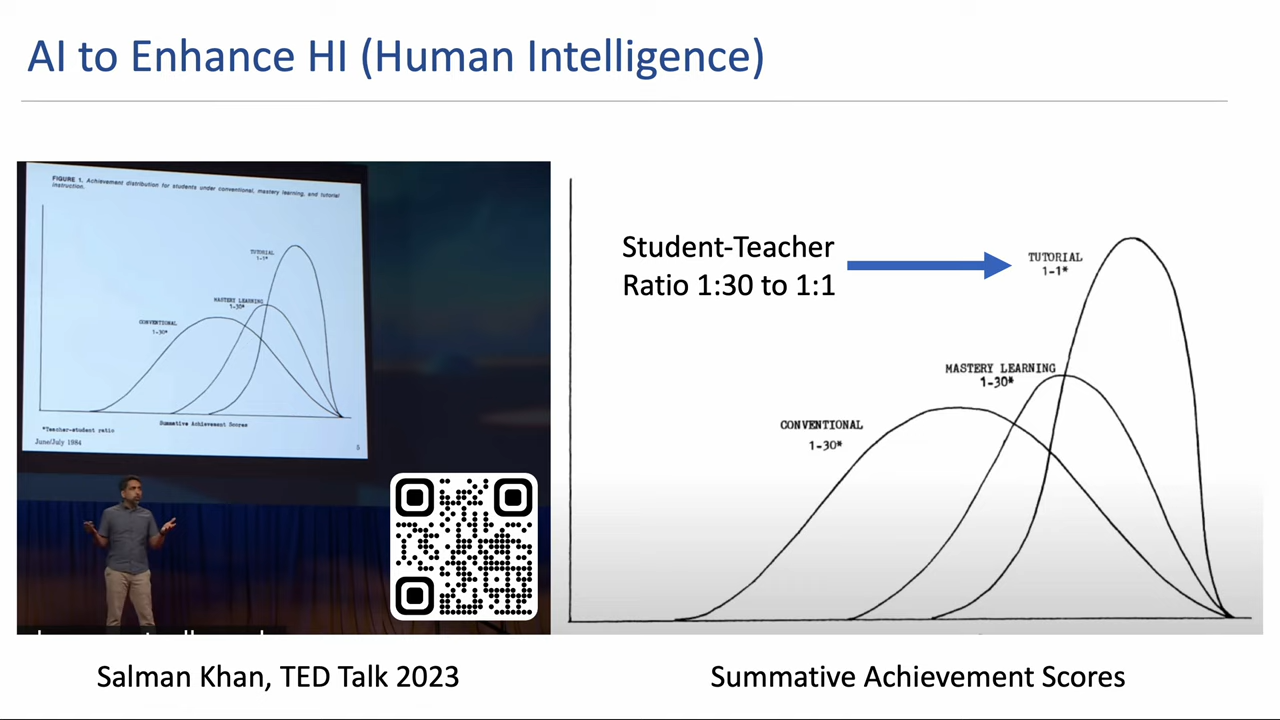 AI to Enhance HI (Human Intelligence)
FIGURE 1. Achievement distribution for students under conventional, mastery learning, and tutorial
instruction.
TUTORIAL
1-1*
MASTERY LEARNING
1-30*
CONVENTIONAL
1-30*
Summative Achievement Scores
*Teacher-student ratio
June/July 1984
5
Student-Teacher
Ratio 1:30 to 1:1
TUTORIAL
1-1*
MASTERY LEARNING
1-30*
CONVENTIONAL
1-30*
Salman Khan, TED Talk 2023
Summative Achievement Scores